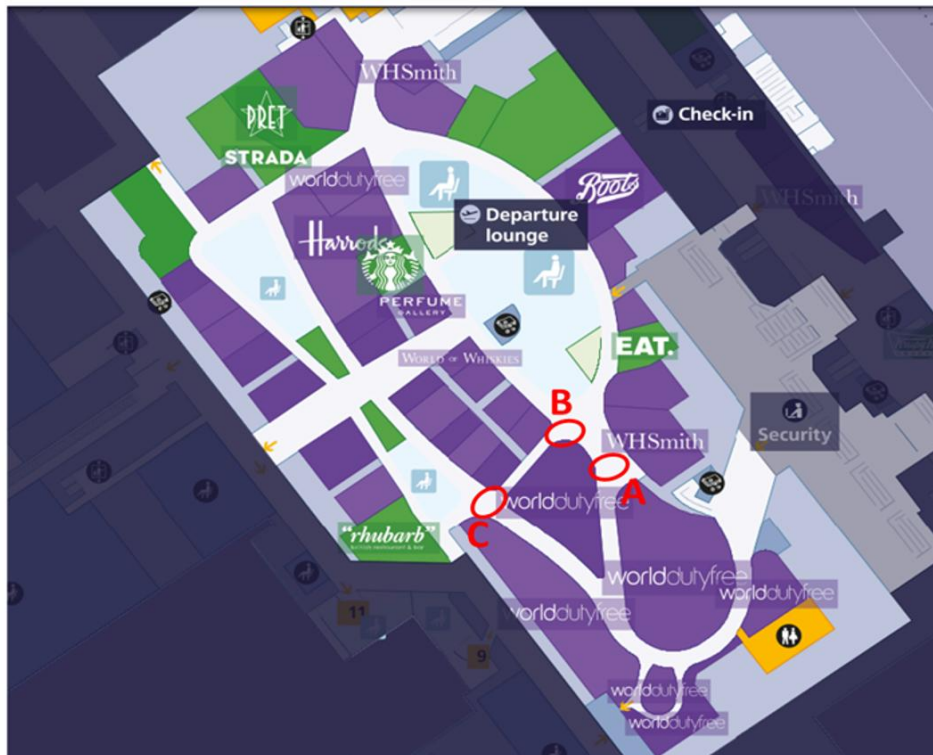 WHSmith
PRET
STRADA
worlddutyfree
Check-in
Boots
WHSmith
Harrods
Departure
lounge
PERFUME
GALLERY
EAT.
WORLD OF WHISKIES
B
WHSmith
Security
A
worlddutyfree
C
"rhubarb"
worlddutyfree
worlddutyfree
worlddutyfree
11
9
worlddutyfree
worlddutyfree